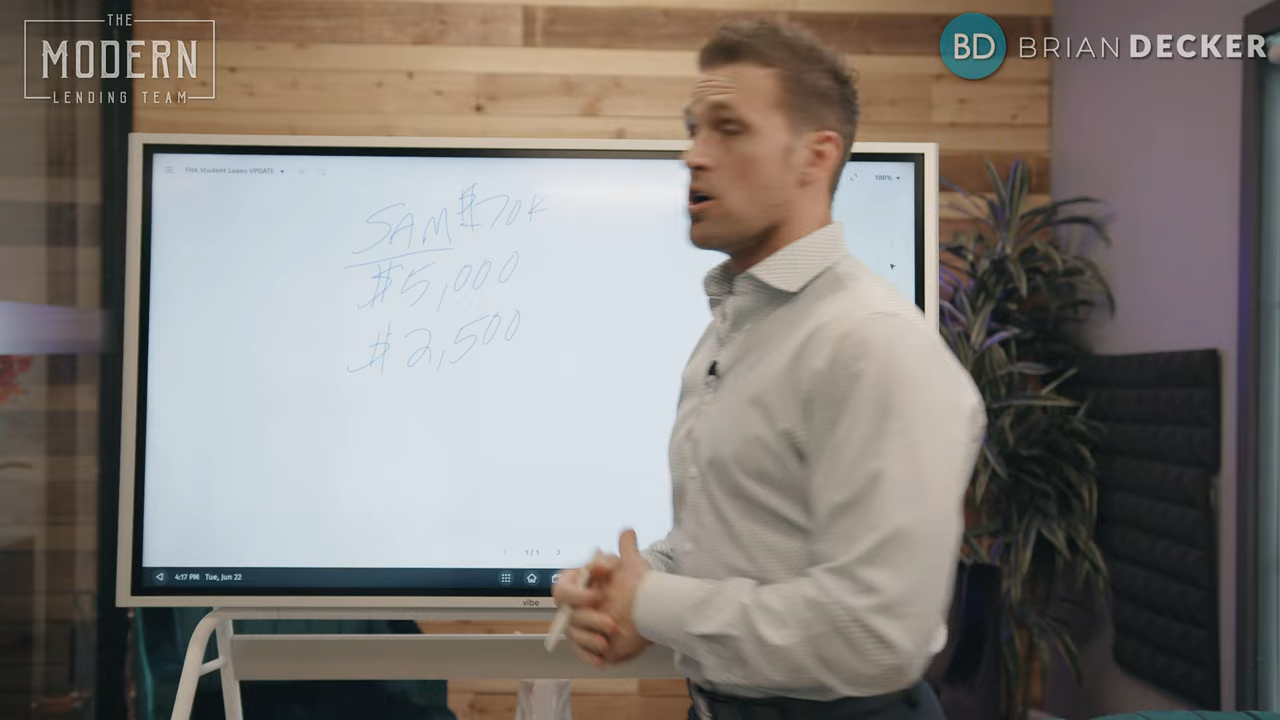 THE
MODERN
LENDING TEAM
BD BRIAN DECKER
FHA Student Loans UPDATE
100%
SAM $70K
$5,000
$2,500
1/1
4:17 PM Tue, Jun 22
vibe